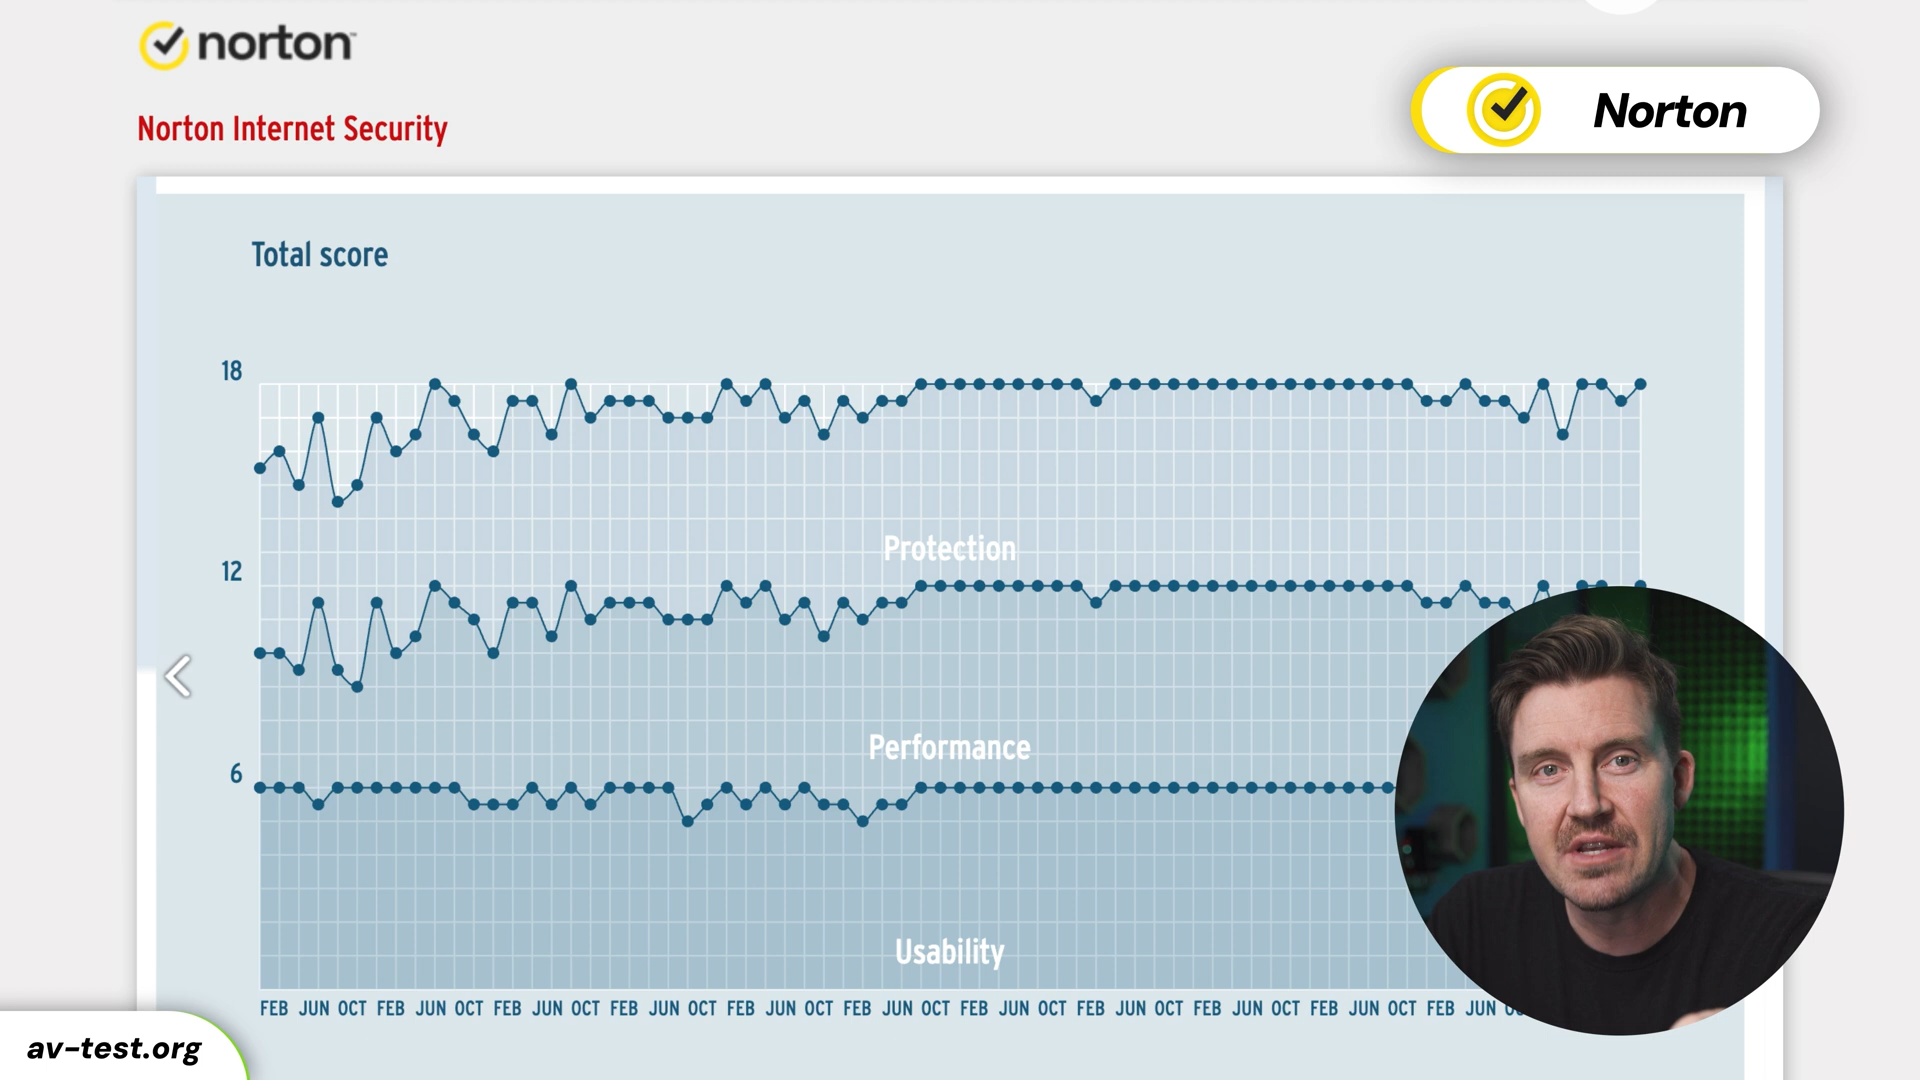 norton
Norton
Norton Internet Security
Total score
18
Protection
12
Performance
6
Usability
FEB JUN OCT FEB JUN OCT FEB JUN OCT FEB JUN OCT FEB JUN OCT FEB JUN OCT FEB JUN OCT FEB JUN OCT FEB JUN OCT FEB JUN OCT FEB JUN
av-test.org